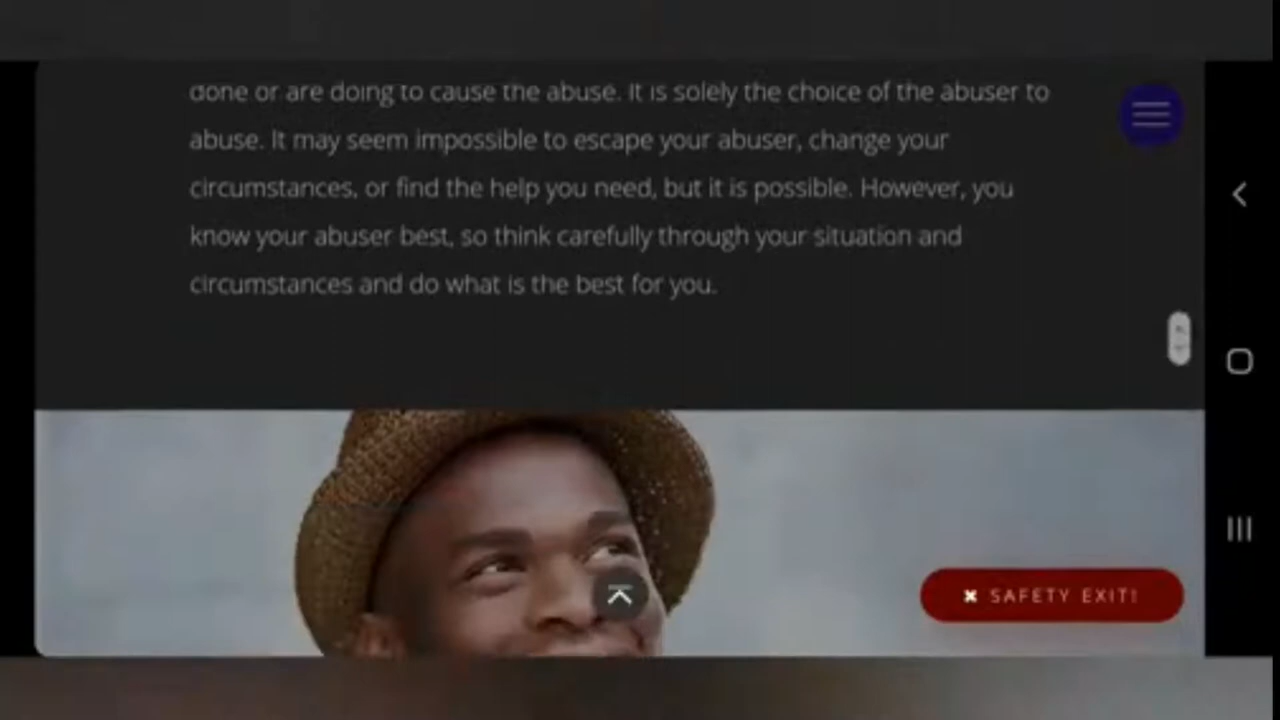 done or are doing to cause the abuse. It is solely the choice of the abuser to
abuse. It may seem impossible to escape your abuser, change your
circumstances, or find the help you need, but it is possible. However, you
know your abuser best, so think carefully through your situation and
circumstances and do what is the best for you.
✖ SAFETY EXIT!